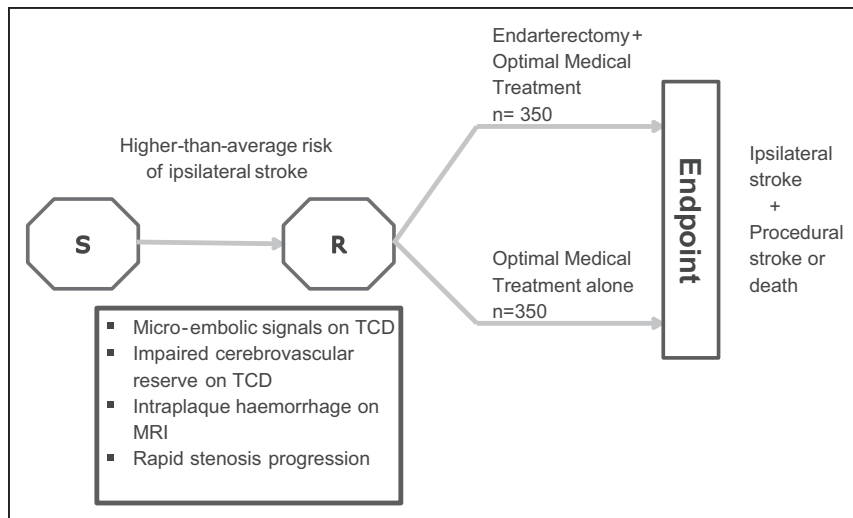 Endarterectomy +
Optimal Medical
Treatment
n= 350
Higher-than-average risk
of ipsilateral stroke
S
R
Endpoint
Ipsilateral
stroke
+
Procedural
stroke or
death
Optimal Medical
Treatment alone
n=350
▪ Micro-embolic signals on TCD
▪ Impaired cerebrovascular
reserve on TCD
▪ Intraplaque haemorrhage on
MRI
▪ Rapid stenosis progression